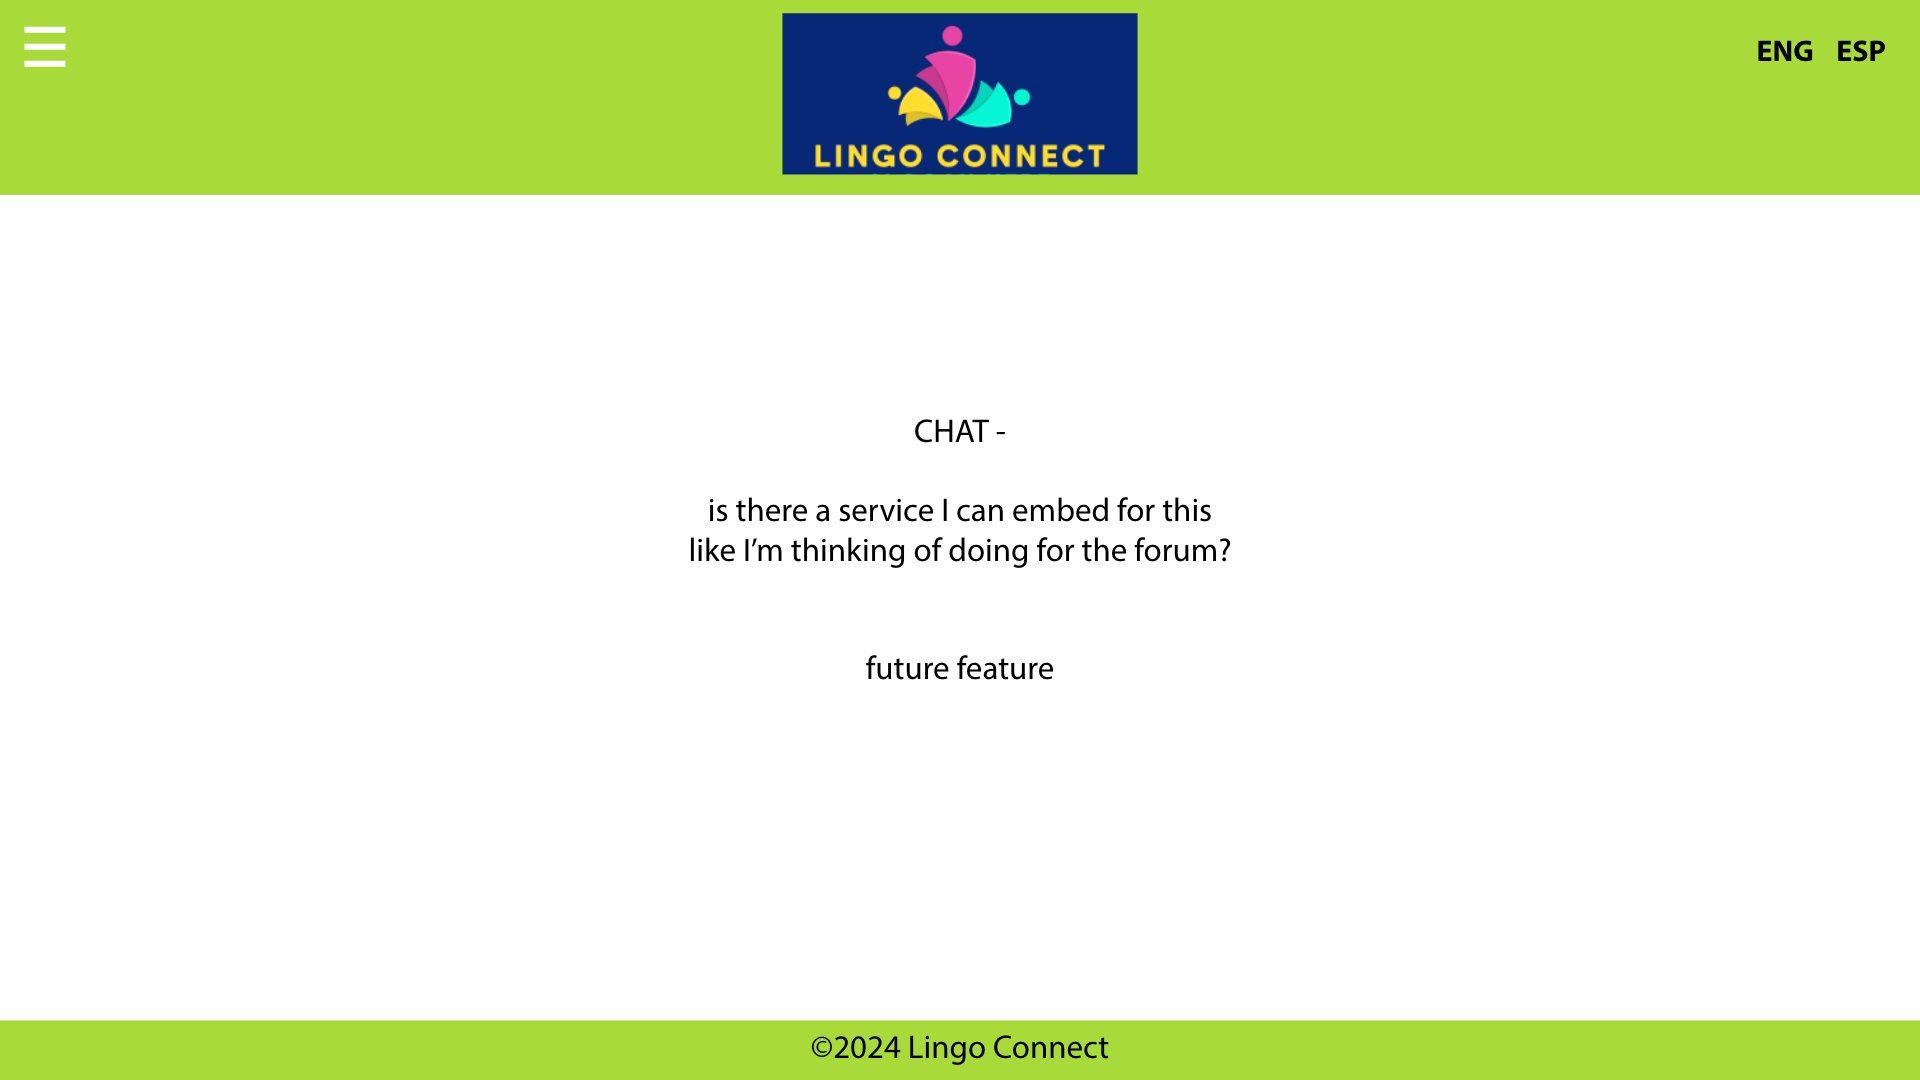 LINGO CONNECT
ENG ESP
CHAT -
is there a service I can embed for this
like I’m thinking of doing for the forum?
future feature
©2024 Lingo Connect